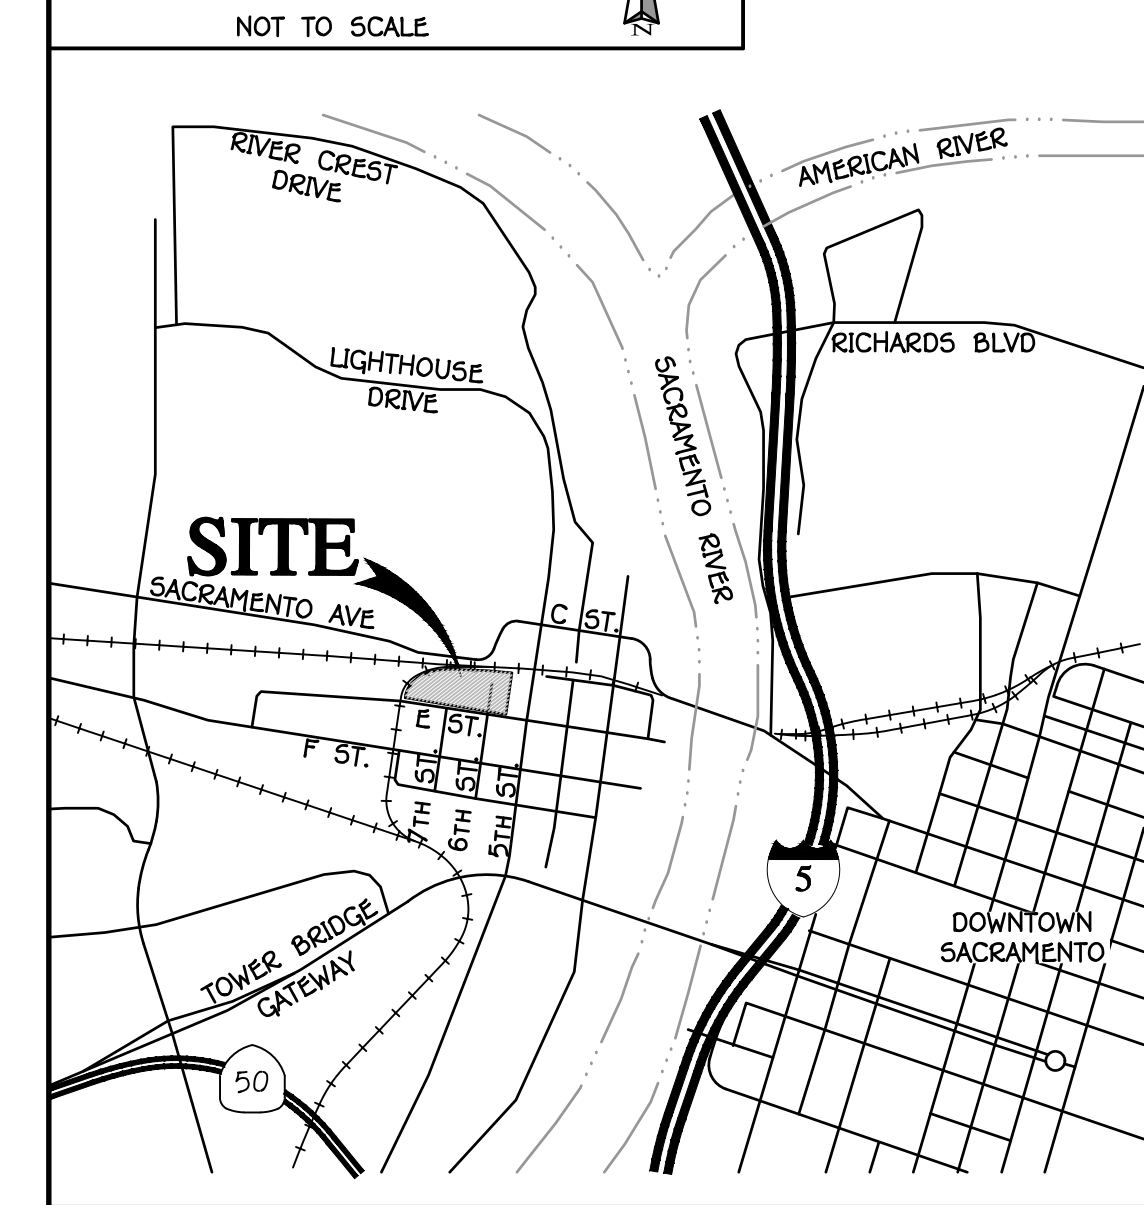 NOT TO SCALE
N
RIVER CREST
DRIVE
AMERICAN RIVER
RICHARDS BLVD
LIGHTHOUSE
DRIVE
SACRAMENTO RIVER
SITE
SACRAMENTO AVE
C ST.
E ST.
F ST.
7TH ST.
6TH ST.
5TH ST.
5
DOWNTOWN
SACRAMENTO
TOWER BRIDGE
GATEWAY
50